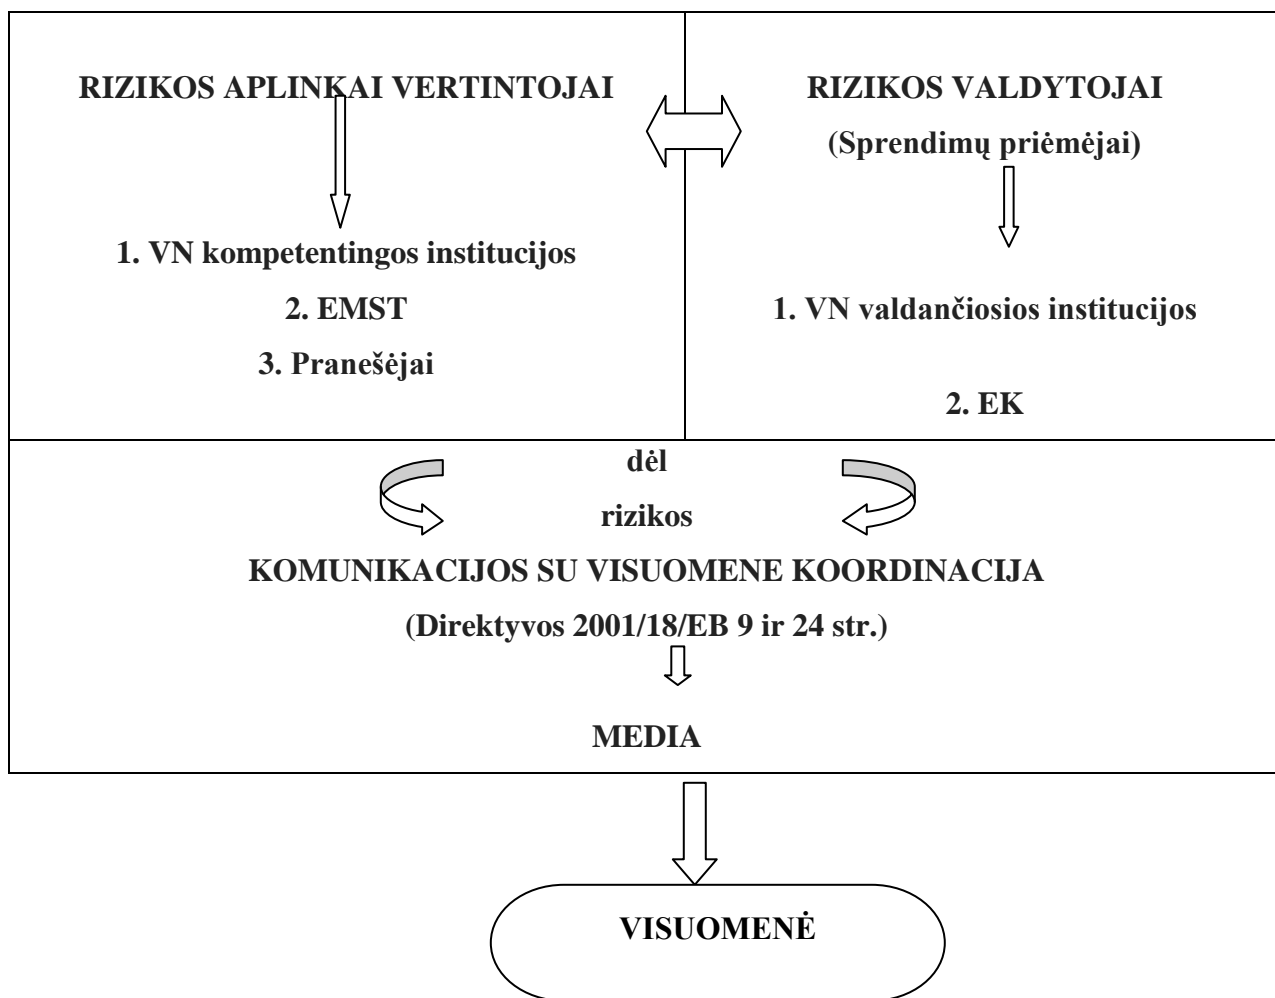 RIZIKOS APLINKAI VERTINTOJAI
1. VN kompetentingos institucijos
2. EMST
3. Pranešėjai
RIZIKOS VALDYTOJAI
(Sprendimų priėmėjai)
1. VN valdančiosios institucijos
2. EK
dėl
rizikos
KOMUNIKACIJOS SU VISUOMENE KOORDINACIJA
(Direktyvos 2001/18/EB 9 ir 24 str.)
MEDIA
VISUOMENĖ